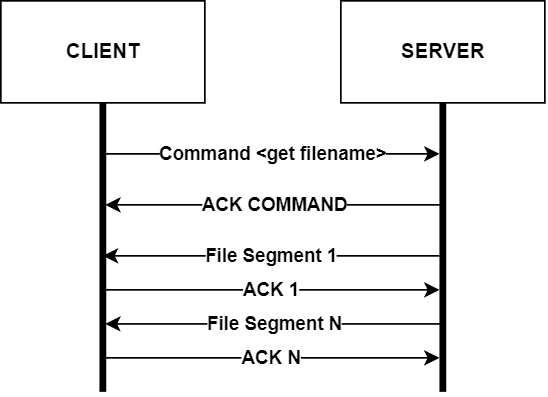 CLIENT
SERVER
Command <get filename>
ACK COMMAND
File Segment 1
ACK 1
File Segment N
ACK N